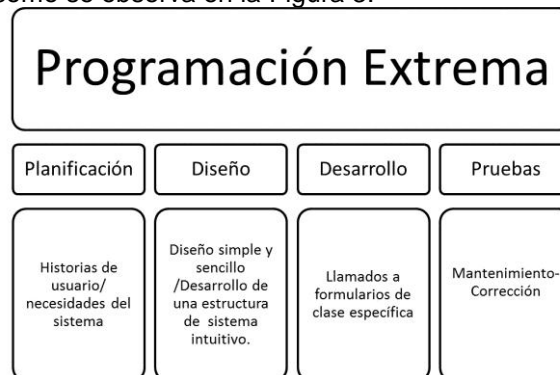 como se observa en la Figura 3.
Programación Extrema
Planificación
Diseño
Desarrollo
Pruebas
Historias de
usuario/
necesidades del
sistema
Diseño simple y
sencillo
/Desarrollo de
una estructura
de sistema
intuitivo.
Llamados a
formularios de
clase específica
Mantenimiento-
Corrección